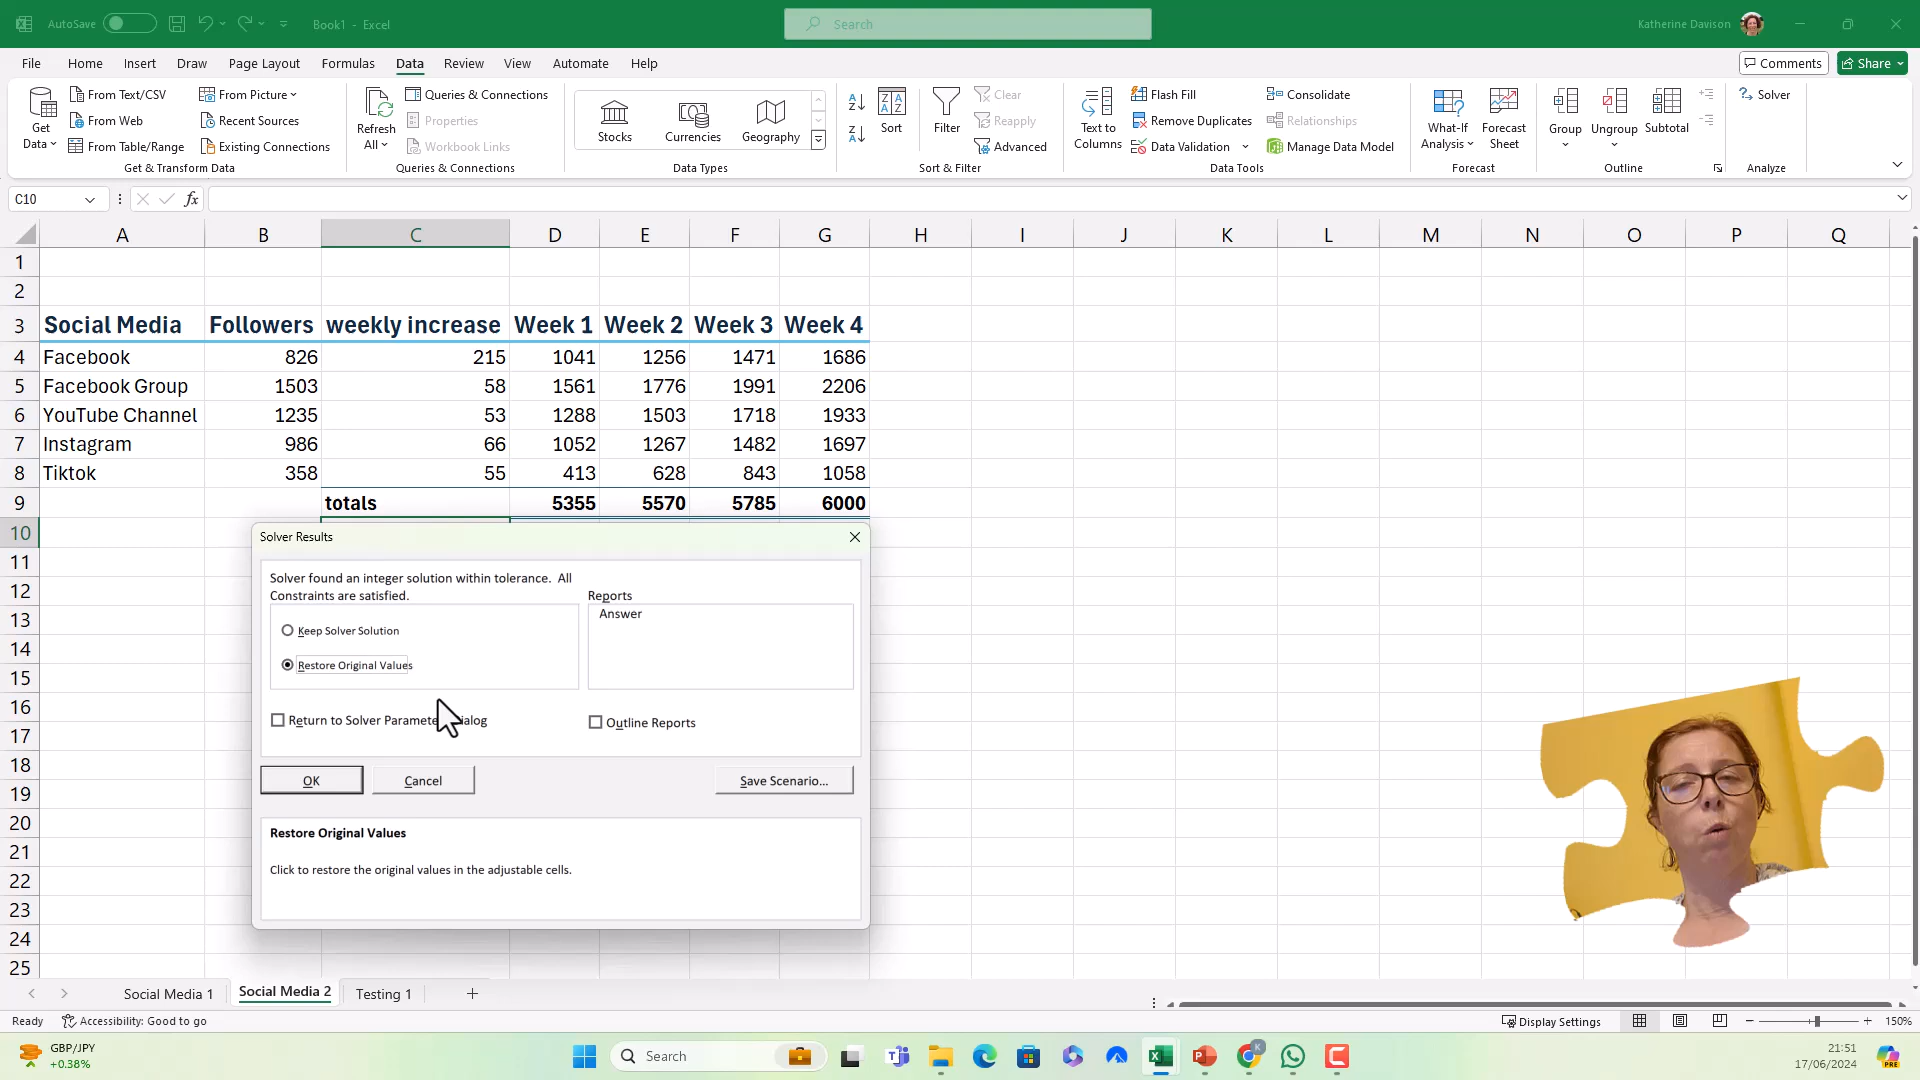 AutoSave
Book1 - Excel
Search
Katherine Davison
File Home Insert Draw Page Layout Formulas Data Review View Automate Help
Comments
Share
Get Data
From Text/CSV
From Web
From Table/Range
From Picture
Recent Sources
Existing Connections
Get & Transform Data
Refresh All
Queries & Connections
Properties
Workbook Links
Queries & Connections
Stocks
Currencies
Geography
Data Types
Sort
Filter
Clear
Reapply
Advanced
Sort & Filter
Text to Columns
Flash Fill
Remove Duplicates
Data Validation
Consolidate
Relationships
Manage Data Model
Data Tools
What-If Analysis
Forecast Sheet
Forecast
Group
Ungroup
Subtotal
Outline
Solver
Analyze
C10
fx
A B C D E F G H I J K L M N O P Q
1
2
3 Social Media Followers weekly increase Week 1 Week 2 Week 3 Week 4
4 Facebook 826 215 1041 1256 1471 1686
5 Facebook Group 1503 58 1561 1776 1991 2206
6 YouTube Channel 1235 53 1288 1503 1718 1933
7 Instagram 986 66 1052 1267 1482 1697
8 Tiktok 358 55 413 628 843 1058
9 totals 5355 5570 5785 6000
10
11
12
13
14
15
16
17
18
19
20
21
22
23
24
25
Solver Results
Solver found an integer solution within tolerance. All
Constraints are satisfied.
Reports
Answer
Keep Solver Solution
Restore Original Values
Return to Solver
Outline Reports
OK
Cancel
Save Scenario...
Restore Original Values
Click to restore the original values in the adjustable cells.
Social Media 1
Social Media 2
Testing 1
Ready
Accessibility: Good to go
Display Settings
150%
GBP/JPY
+0.38%
Search
K
PRE
21:51
17/06/2024